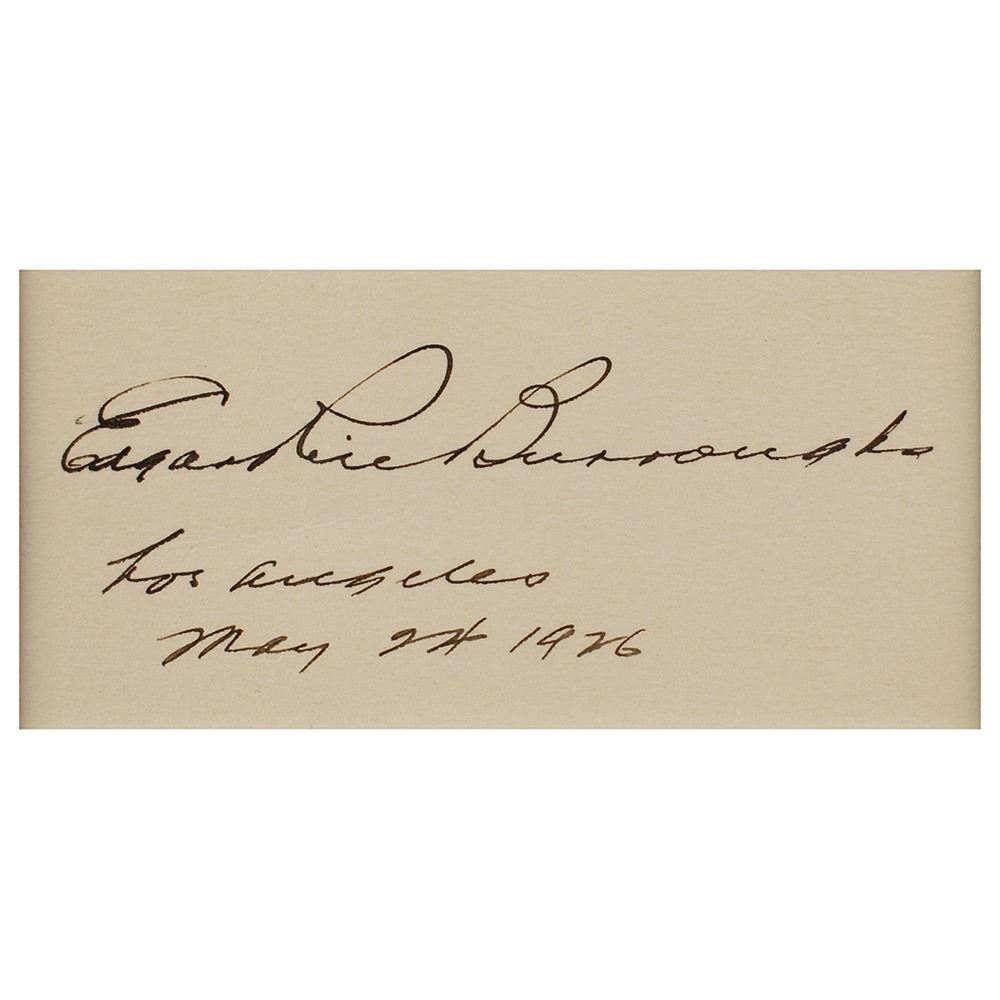 Edgar Rice Burroughs
Los Angeles
May 24 1926